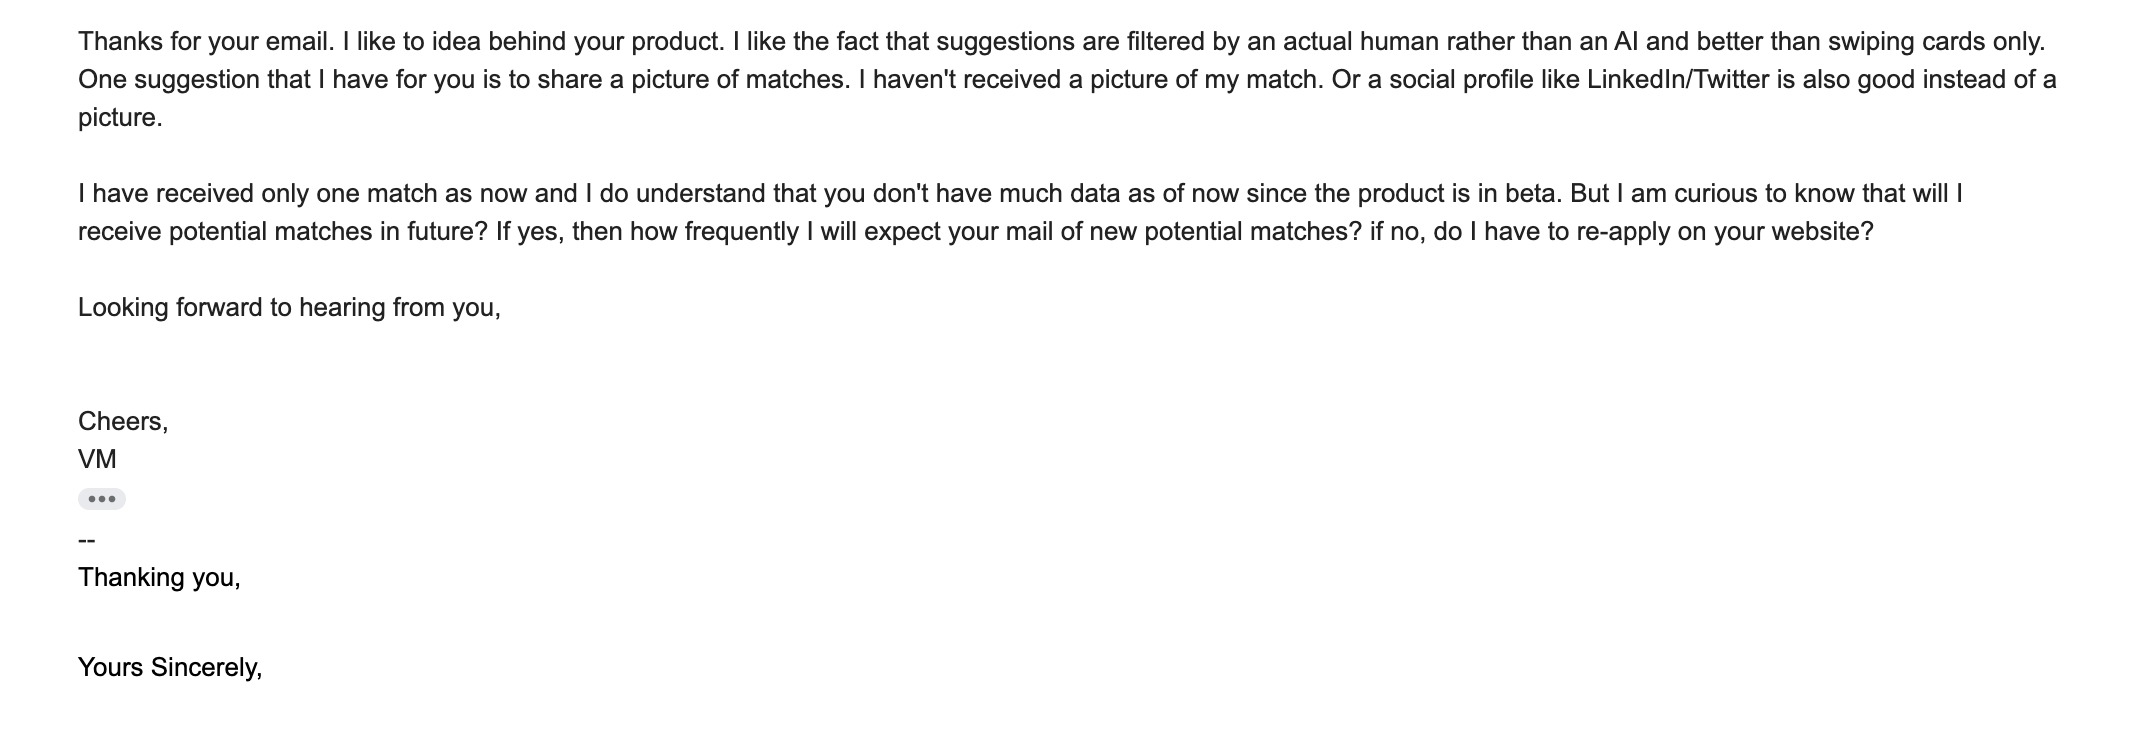 Thanks for your email. I like to idea behind your product. I like the fact that suggestions are filtered by an actual human rather than an AI and better than swiping cards only.
One suggestion that I have for you is to share a picture of matches. I haven't received a picture of my match. Or a social profile like LinkedIn/Twitter is also good instead of a
picture.
I have received only one match as now and I do understand that you don't have much data as of now since the product is in beta. But I am curious to know that will I
receive potential matches in future? If yes, then how frequently I will expect your mail of new potential matches? if no, do I have to re-apply on your website?
Looking forward to hearing from you,
Cheers,
VM
--
Thanking you,
Yours Sincerely,